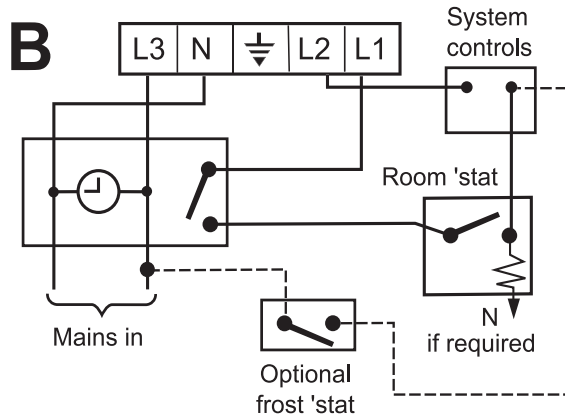 B
L3 N L2 L1
System
controls
Room 'stat
N
if required
Mains in
Optional
frost 'stat